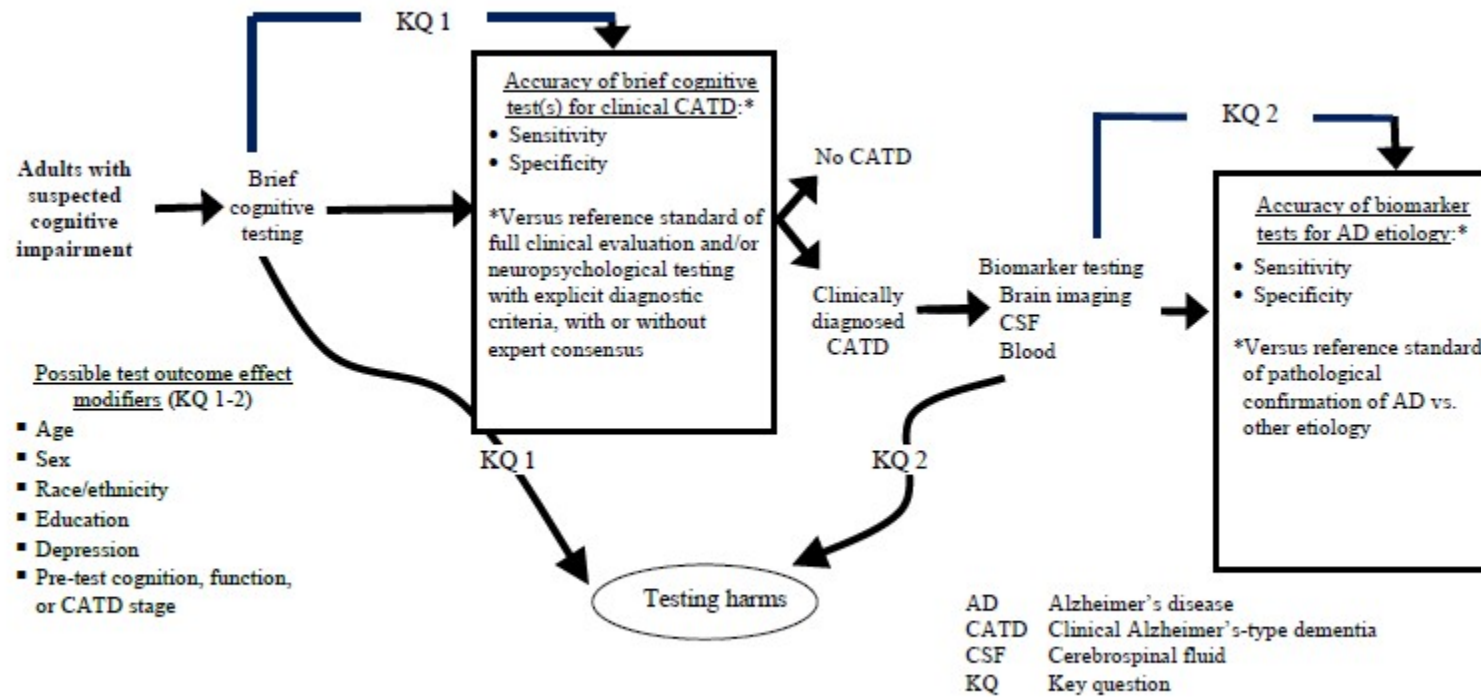 KQ 1
Adults with
suspected
cognitive
impairment
Brief
cognitive
testing
Accuracy of brief cognitive
test(s) for clinical CATD:*
• Sensitivity
• Specificity
*Versus reference standard of
full clinical evaluation and/or
neuropsychological testing
with explicit diagnostic
criteria, with or without
expert consensus
No CATD
Clinically
diagnosed
CATD
KQ 2
Biomarker testing
Brain imaging
CSF
Blood
Accuracy of biomarker
tests for AD etiology:*
• Sensitivity
• Specificity
*Versus reference standard
of pathological
confirmation of AD vs.
other etiology
Possible test outcome effect
modifiers (KQ 1-2)
▪ Age
▪ Sex
▪ Race/ethnicity
▪ Education
▪ Depression
▪ Pre-test cognition, function,
or CATD stage
KQ 1
KQ 2
Testing harms
AD Alzheimer's disease
CATD Clinical Alzheimer's-type dementia
CSF Cerebrospinal fluid
KQ Key question